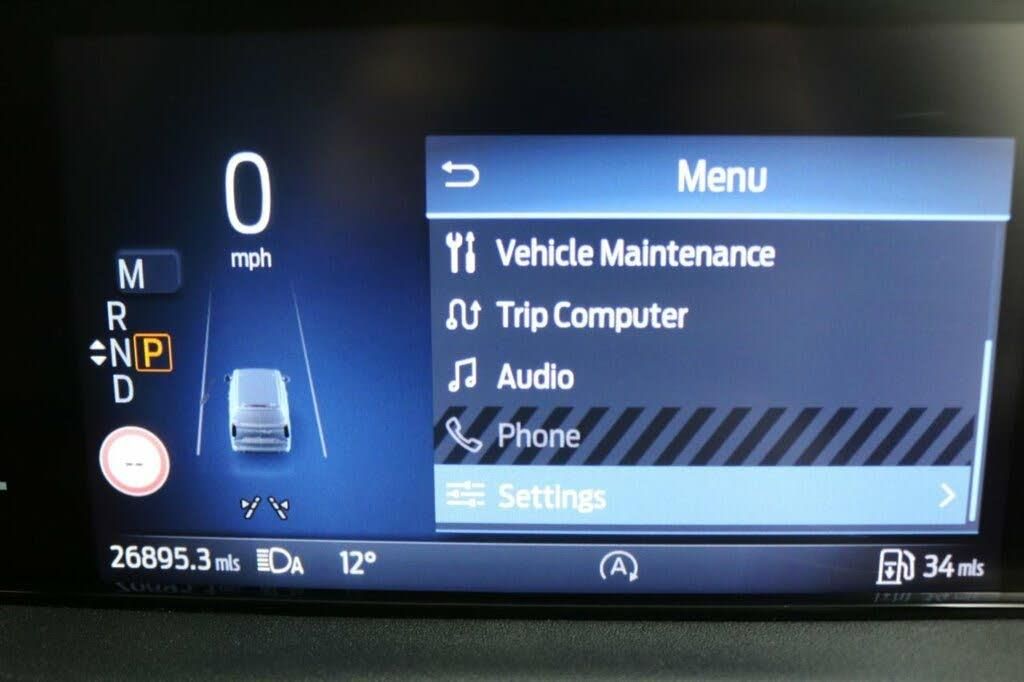 0
mph
M
R
N P
D
--
Menu
Vehicle Maintenance
Trip Computer
Audio
Phone
Settings
26895.3 mls A 12° A 34 mls